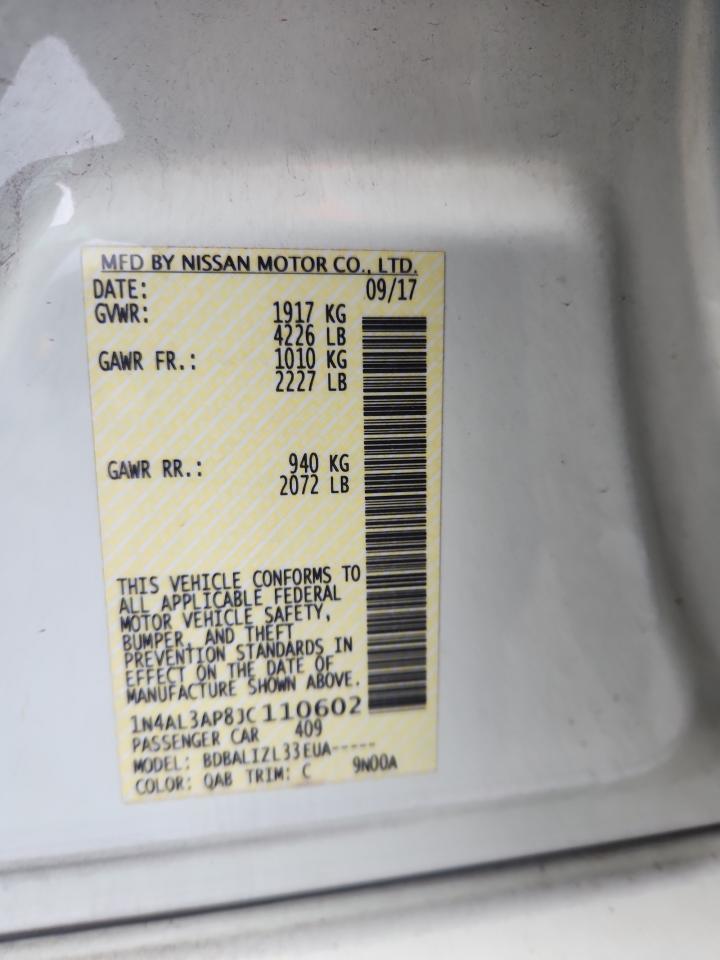 MFD BY NISSAN MOTOR CO., LTD.
DATE: 09/17
GVWR: 1917 KG
4226 LB
GAWR FR.: 1010 KG
2227 LB
GAWR RR.: 940 KG
2072 LB
THIS VEHICLE CONFORMS TO
ALL APPLICABLE FEDERAL
MOTOR VEHICLE SAFETY,
BUMPER, AND THEFT
PREVENTION STANDARDS IN
EFFECT ON THE DATE OF
MANUFACTURE SHOWN ABOVE.
1N4AL3AP8JC110602
PASSENGER CAR 409
MODEL: BDBALIZL33EUA-----
COLOR: QAB TRIM: C 9N00A